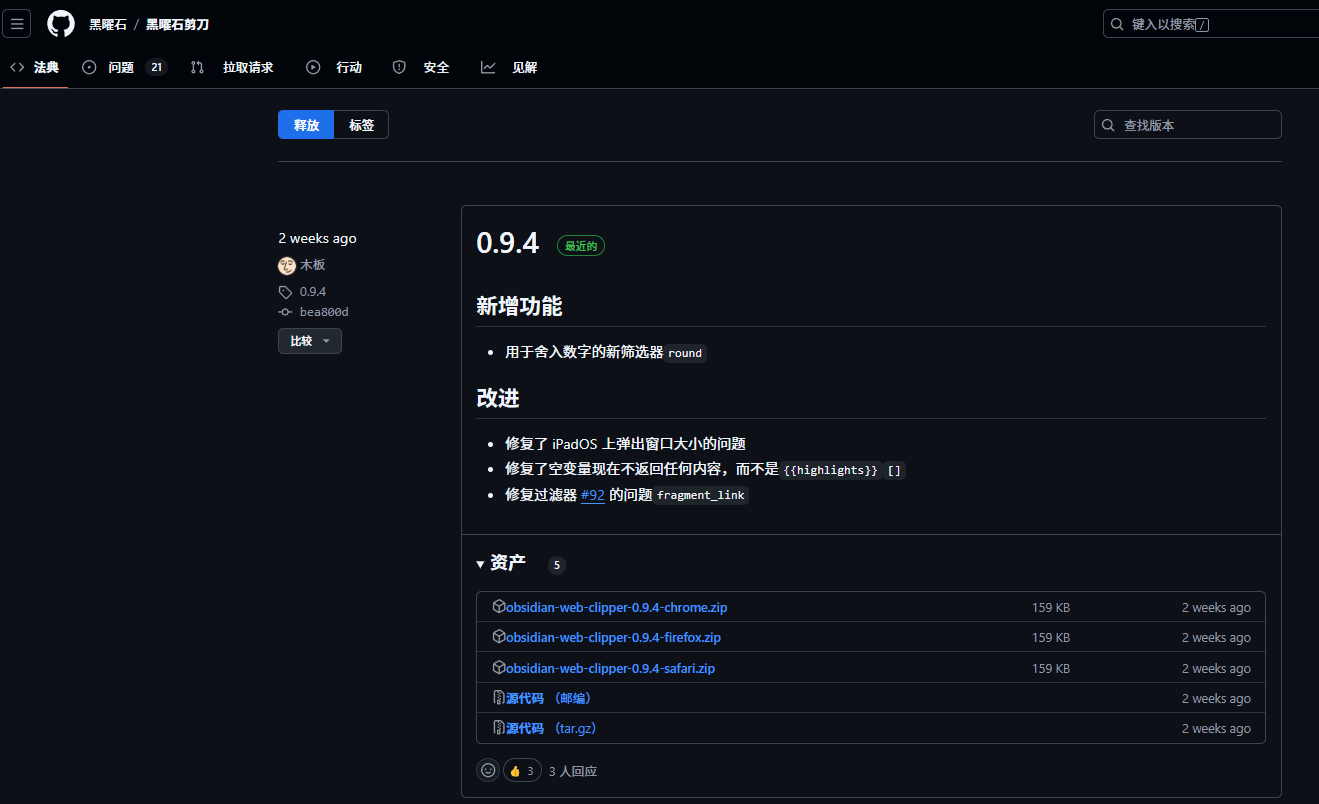 黑曜石 / 黑曜石剪刀
键入以搜索/
法典 问题 21 拉取请求 行动 安全 见解
释放 标签
查找版本
2 weeks ago
木板
0.9.4
bea800d
比较
0.9.4 最近的
新增功能
用于舍入数字的新筛选器 round
改进
修复了 iPadOS 上弹出窗口大小的问题
修复了空变量现在不返回任何内容，而不是 {{highlights}} []
修复过滤器 #92 的问题 fragment_link
资产 5
obsidian-web-clipper-0.9.4-chrome.zip 159 KB 2 weeks ago
obsidian-web-clipper-0.9.4-firefox.zip 159 KB 2 weeks ago
obsidian-web-clipper-0.9.4-safari.zip 159 KB 2 weeks ago
源代码 （邮编） 2 weeks ago
源代码 （tar.gz） 2 weeks ago
3 3 人回应